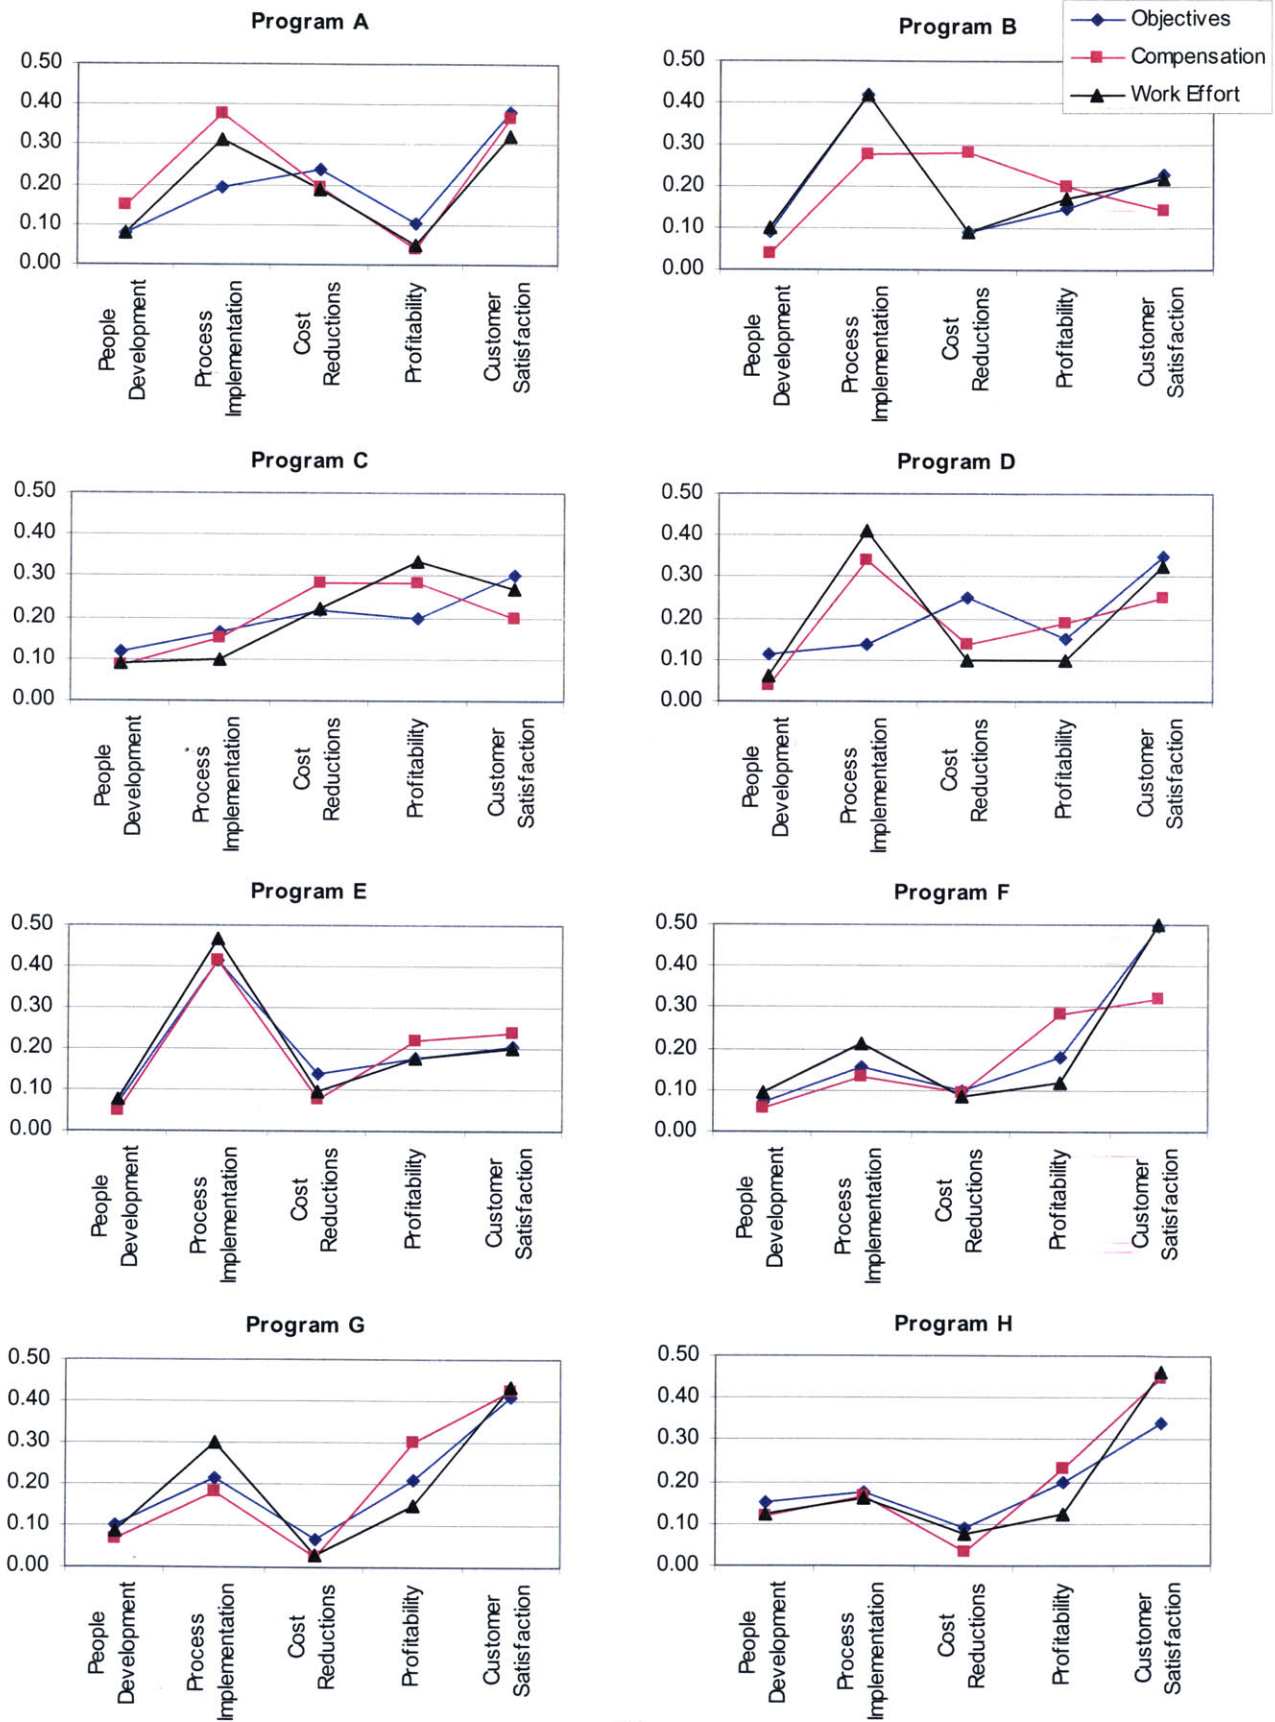 Program A
0.50
0.40
0.30
0.20
0.10
0.00
People
Development
Process
Implementation
Cost
Reductions
Profitability
Customer
Satisfaction
Program B
Objectives
Compensation
Work Effort
0.50
0.40
0.30
0.20
0.10
0.00
People
Development
Process
Implementation
Cost
Reductions
Profitability
Customer
Satisfaction
Program C
0.50
0.40
0.30
0.20
0.10
0.00
People
Development
Process
Implementation
Cost
Reductions
Profitability
Customer
Satisfaction
Program D
0.50
0.40
0.30
0.20
0.10
0.00
People
Development
Process
Implementation
Cost
Reductions
Profitability
Customer
Satisfaction
Program E
0.50
0.40
0.30
0.20
0.10
0.00
People
Development
Process
Implementation
Cost
Reductions
Profitability
Customer
Satisfaction
Program F
0.50
0.40
0.30
0.20
0.10
0.00
People
Development
Process
Implementation
Cost
Reductions
Profitability
Customer
Satisfaction
Program G
0.50
0.40
0.30
0.20
0.10
0.00
People
Development
Process
Implementation
Cost
Reductions
Profitability
Customer
Satisfaction
Program H
0.50
0.40
0.30
0.20
0.10
0.00
People
Development
Process
Implementation
Cost
Reductions
Profitability
Customer
Satisfaction